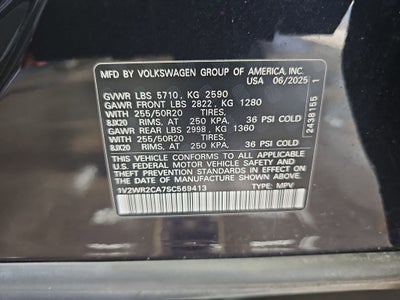 MFD BY VOLKSWAGEN GROUP OF AMERICA, INC.
USA 06/2025
GVWR LBS 5710, KG 2590
GAWR FRONT LBS 2822, KG 1280
WITH 255/50R20 TIRES,
8JX20 RIMS, AT 250 KPA, 36 PSI COLD
GAWR REAR LBS 2998, KG 1360
WITH 255/50R20 TIRES,
8JX20 RIMS, AT 250 KPA, 36 PSI COLD
THIS VEHICLE CONFORMS TO ALL APPLICABLE
FEDERAL MOTOR VEHICLE SAFETY, AND
THEFT PREVENTION STANDARDS IN EFFECT ON
THE DATE OF MANUFACTURE SHOWN ABOVE.
1V2WR2CA7SC569413 TYPE: MPV
2438155 1